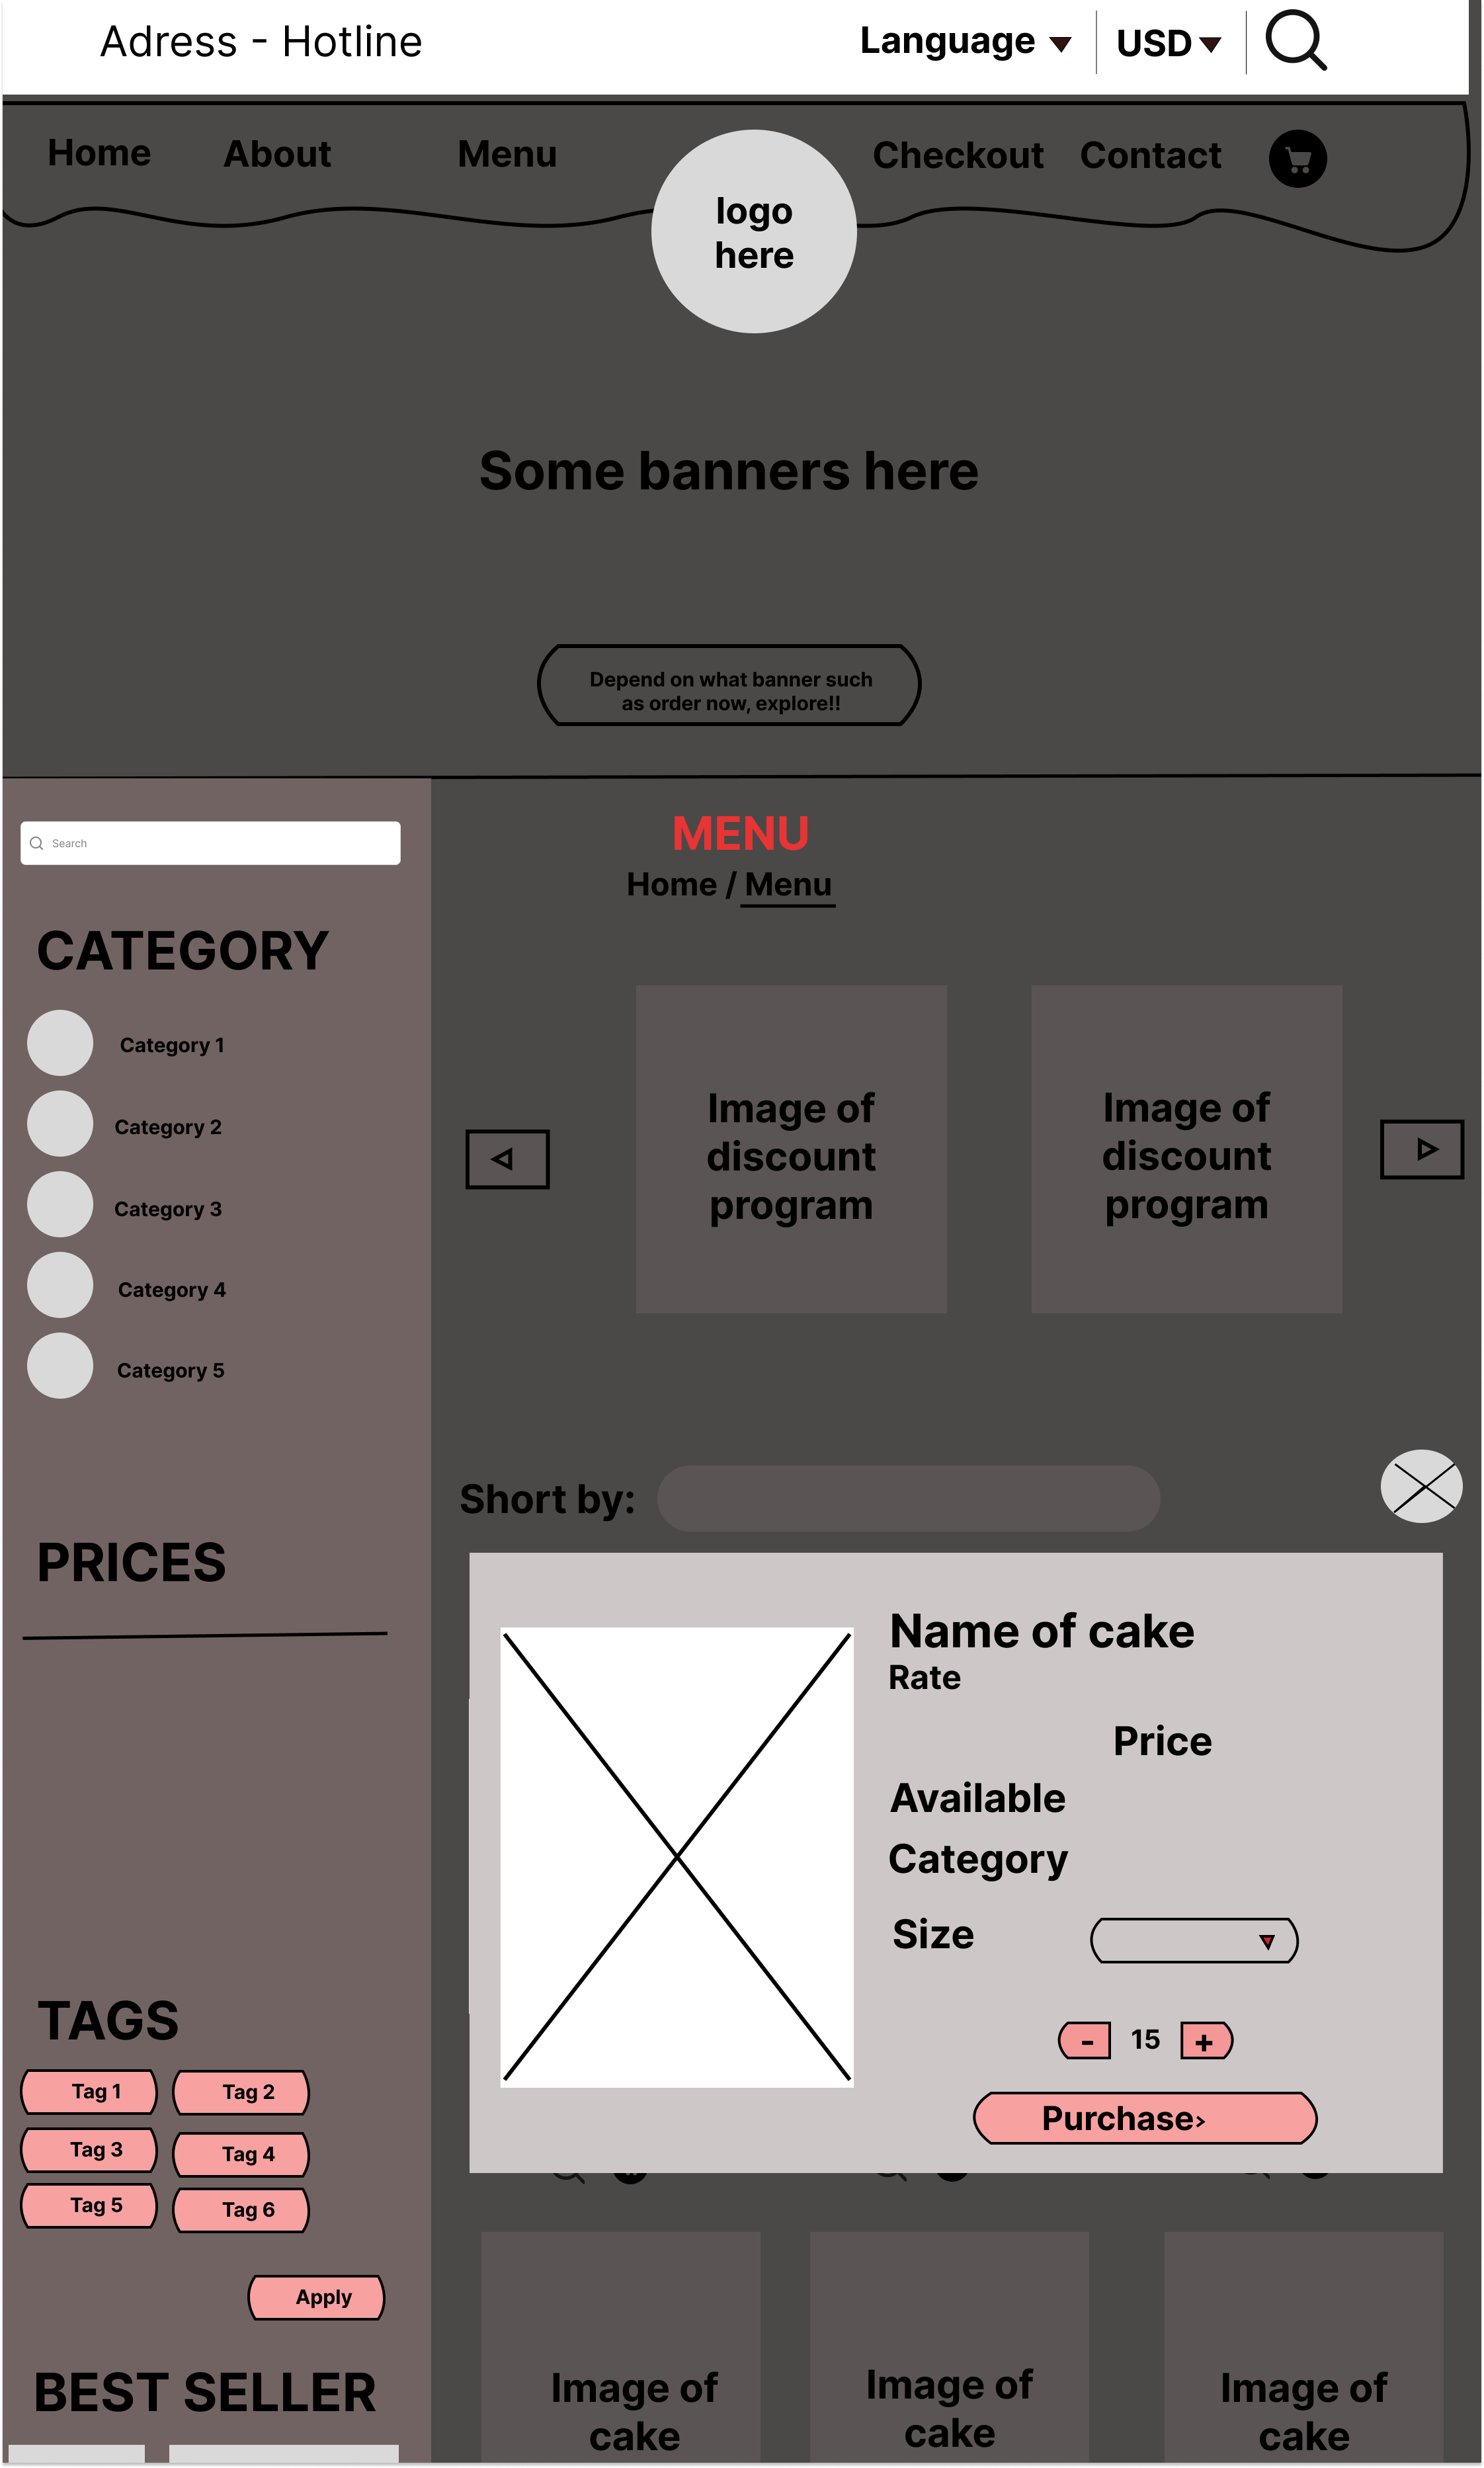 Adress - Hotline
Language
USD
Home
About
Menu
logo
here
Checkout
Contact
Some banners here
Depend on what banner such
as order now, explore!!
Search
CATEGORY
Category 1
Category 2
Category 3
Category 4
Category 5
PRICES
TAGS
Tag 1
Tag 2
Tag 3
Tag 4
Tag 5
Tag 6
Apply
BEST SELLER
MENU
Home / Menu
Image of
discount
program
Image of
discount
program
Short by:
Name of cake
Rate
Price
Available
Category
Size
- 15 +
Purchase>
Image of
cake
Image of
cake
Image of
cake